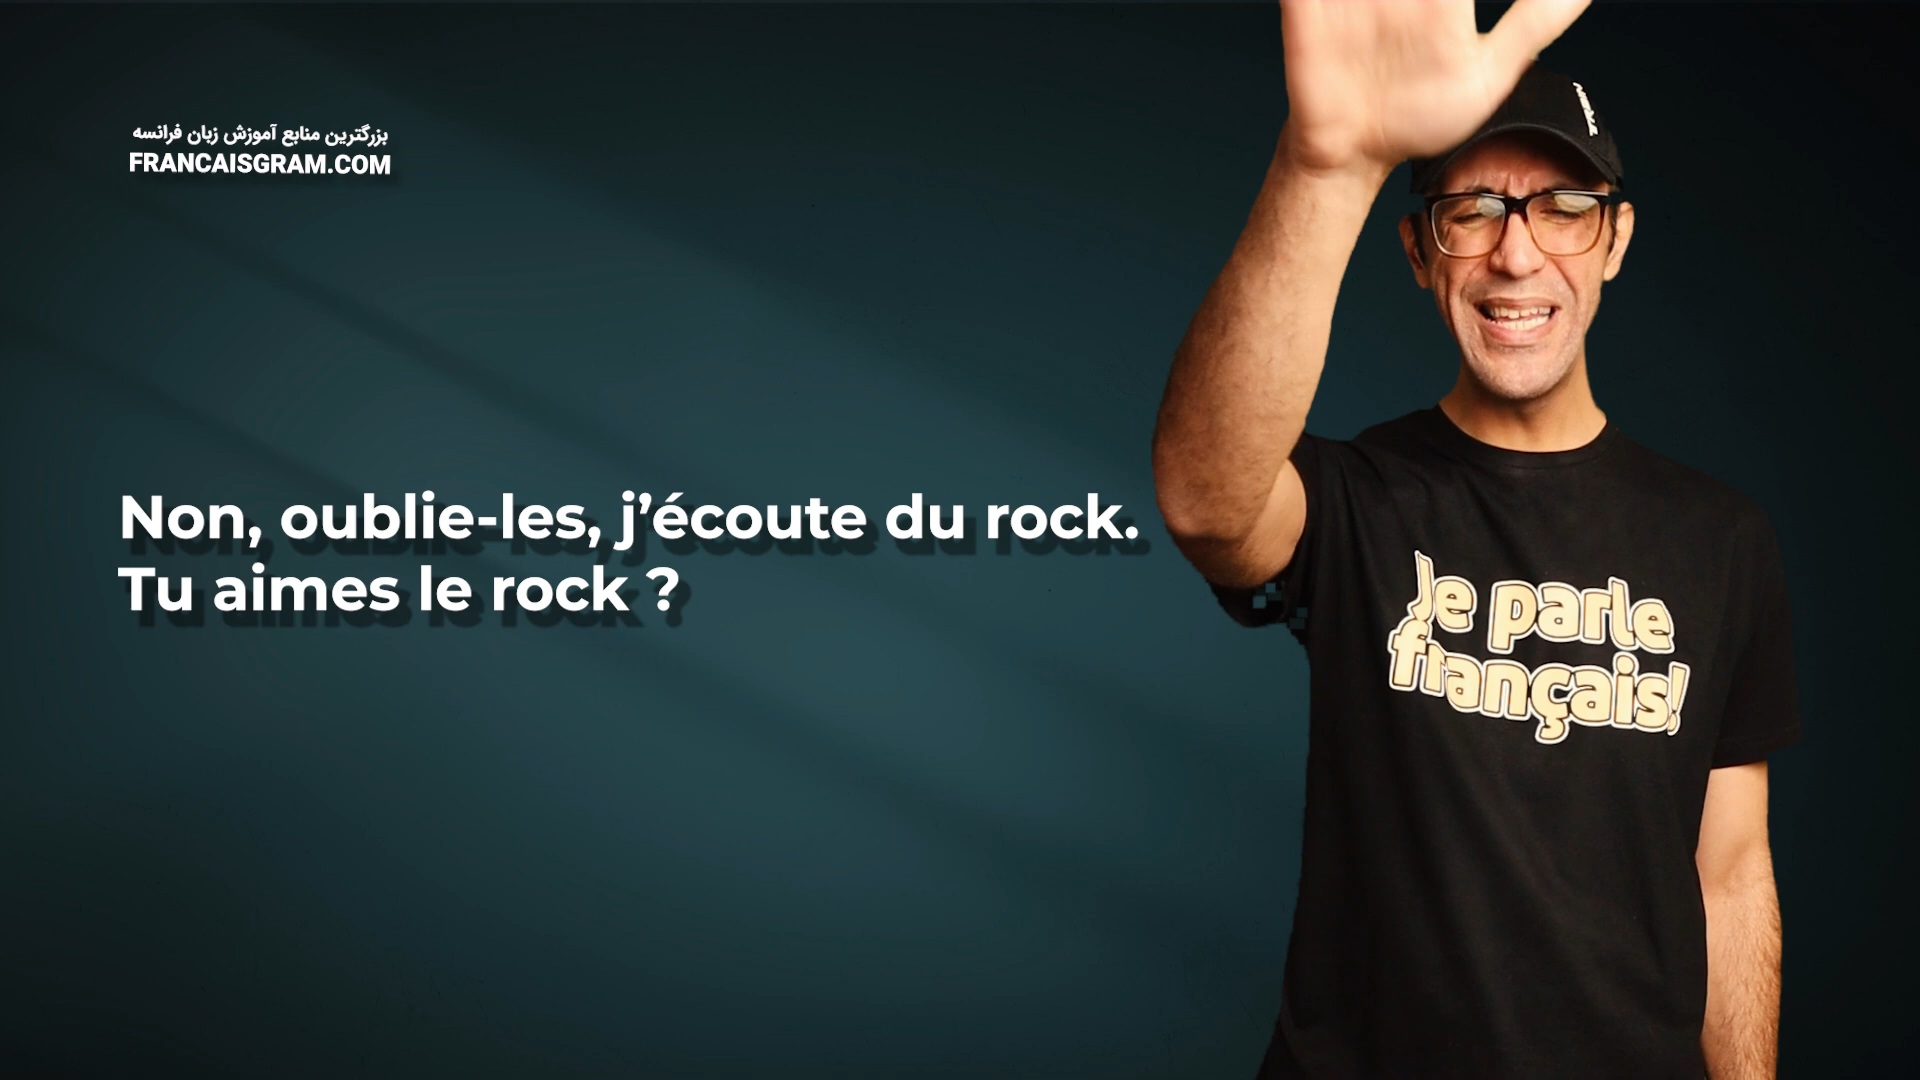 بزرگترین منابع آموزش زبان فرانسه
FRANCAISGRAM.COM
Non, oublie-les, j’écoute du rock.
Tu aimes le rock ?
Je parle
français!